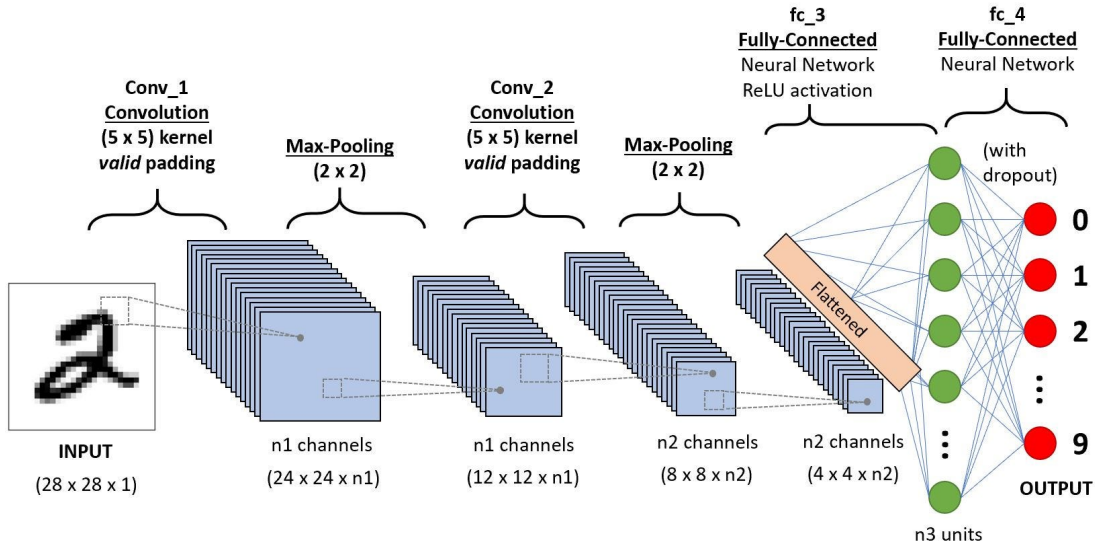 fc_3
Fully-Connected
Neural Network
ReLU activation
fc_4
Fully-Connected
Neural Network
Conv_1
Convolution
(5 x 5) kernel
valid padding
Max-Pooling
(2 x 2)
Conv_2
Convolution
(5 x 5) kernel
valid padding
Max-Pooling
(2 x 2)
(with
dropout)
Flattened
0
1
2
9
INPUT
(28 x 28 x 1)
n1 channels
(24 x 24 x n1)
n1 channels
(12 x 12 x n1)
n2 channels
(8 x 8 x n2)
n2 channels
(4 x 4 x n2)
OUTPUT
n3 units
2